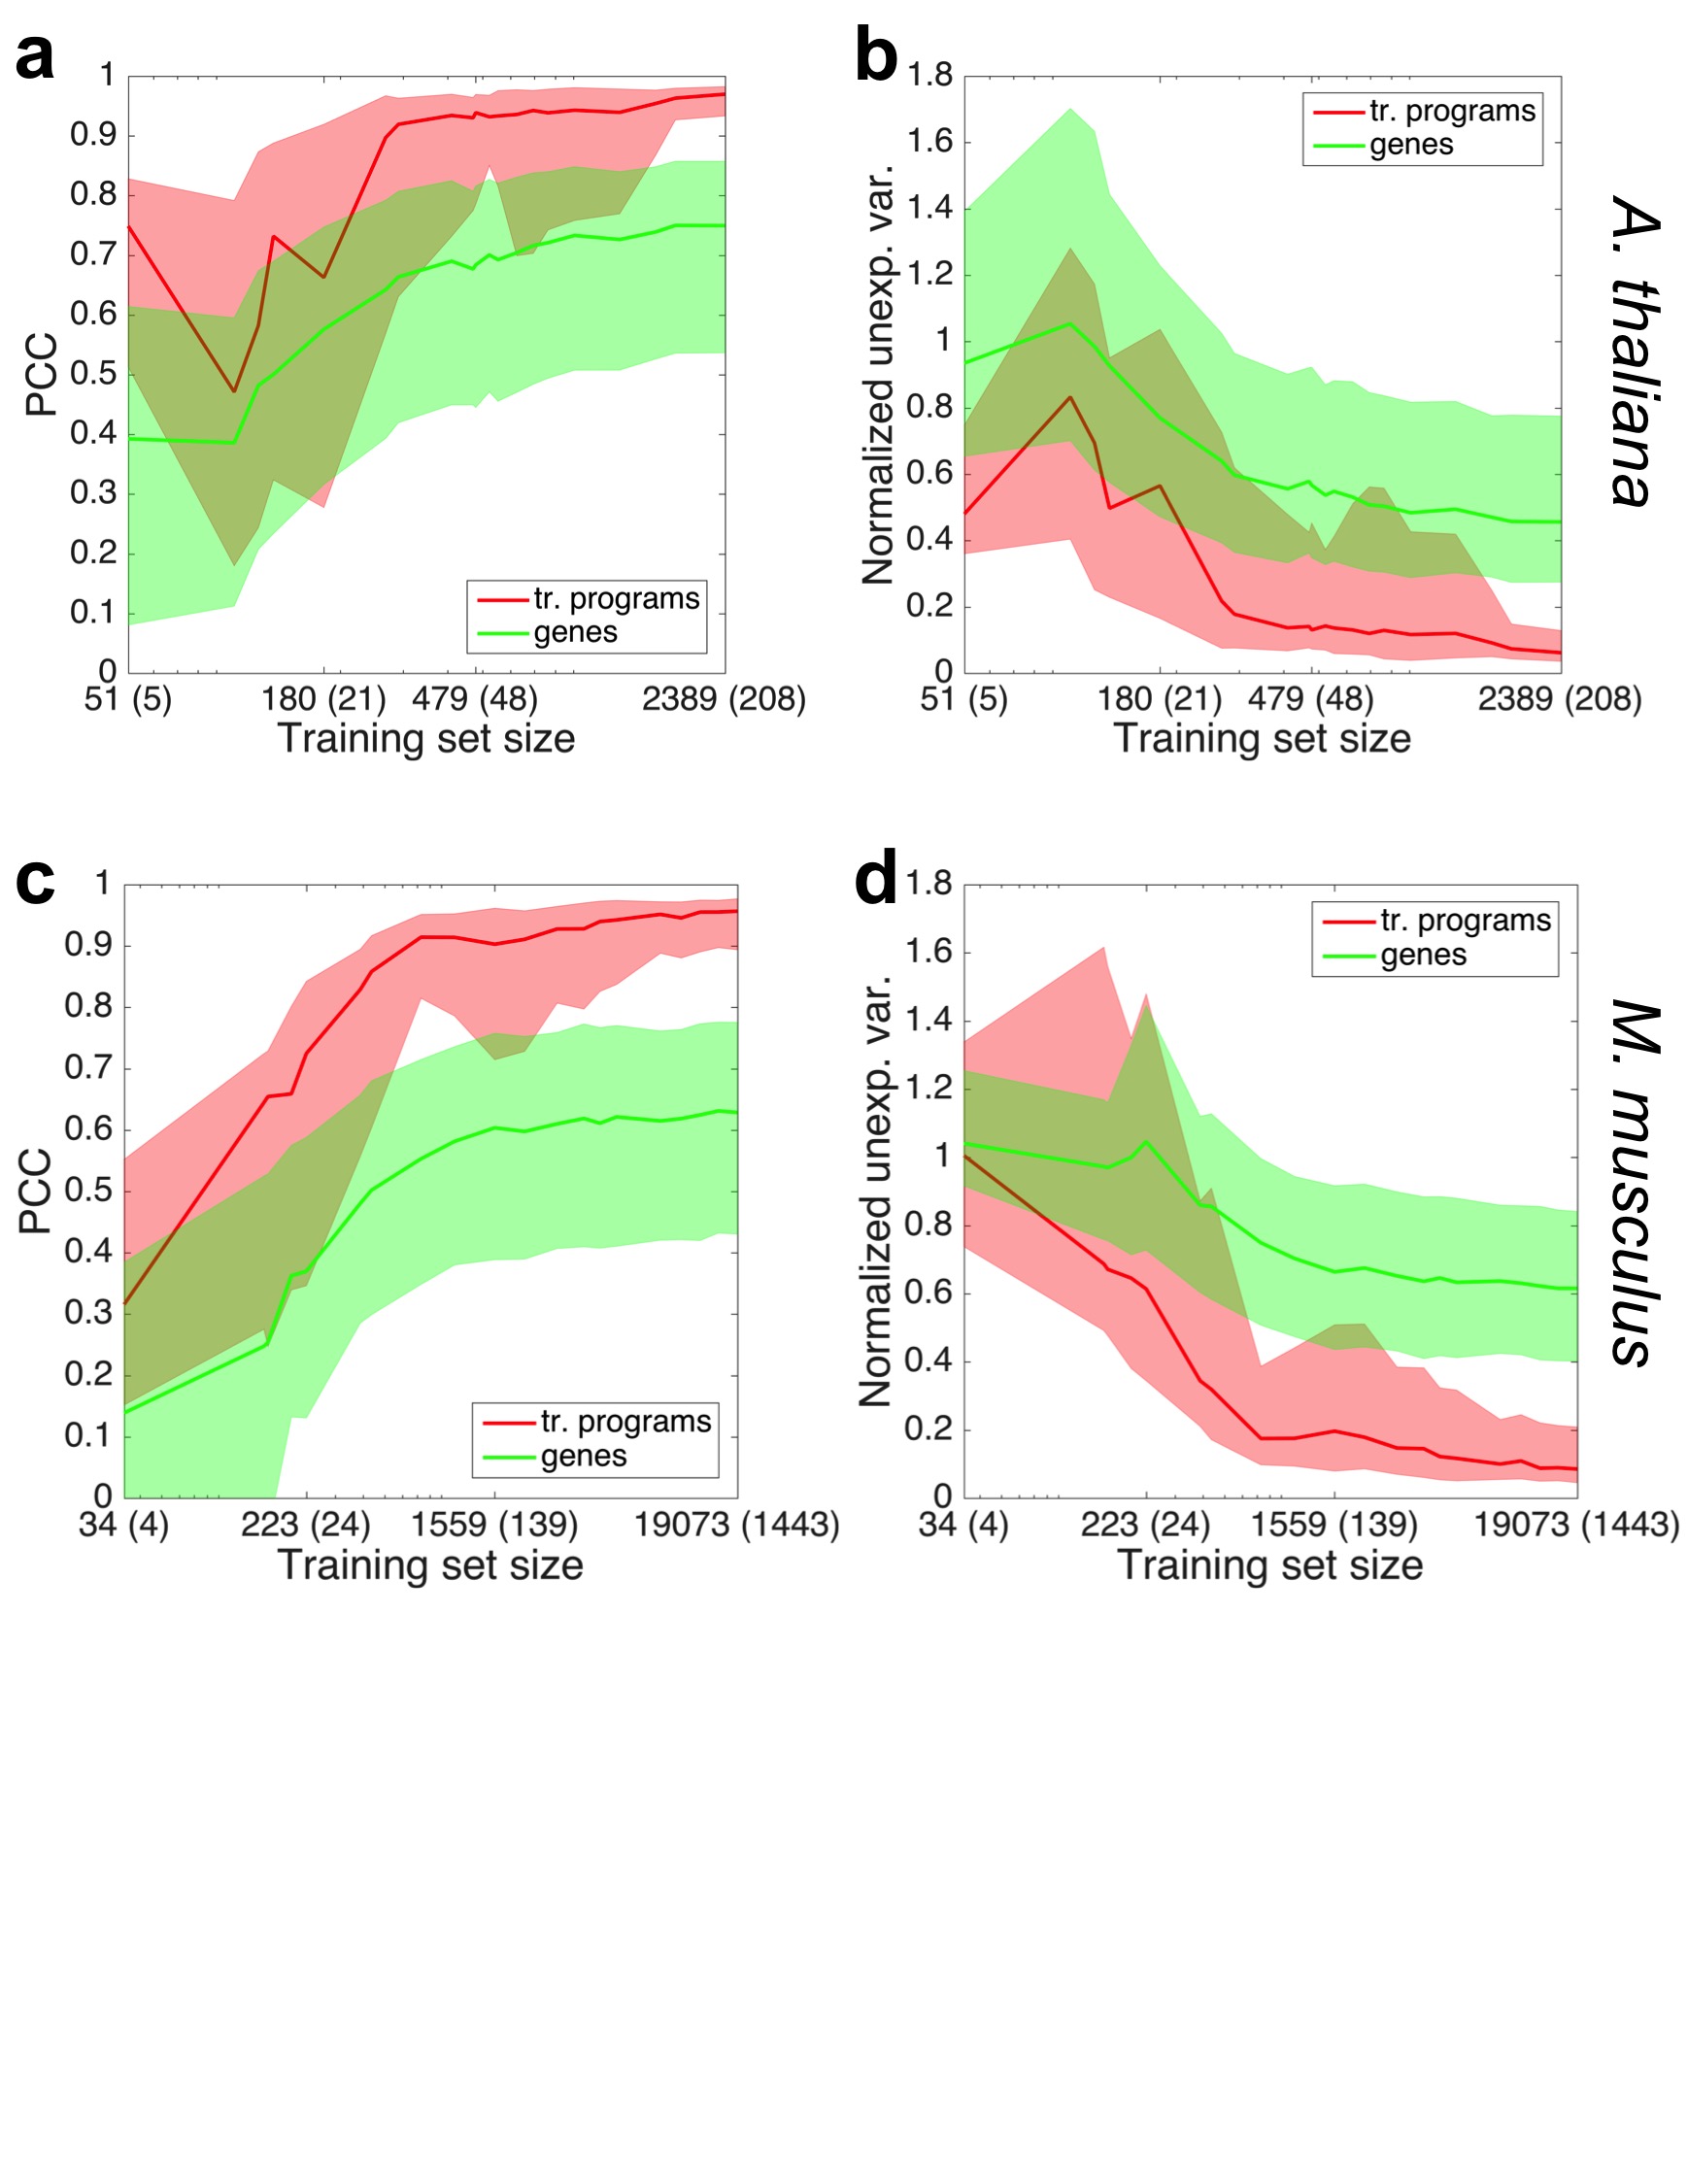 a
1
0.9
0.8
0.7
0.6
0.5
0.4
0.3
0.2
0.1
0
PCC
tr. programs
genes
51 (5)
180 (21)
479 (48)
2389 (208)
Training set size
b
1.8
1.6
1.4
1.2
1
0.8
0.6
0.4
0.2
0
Normalized unexp. var.
tr. programs
genes
51 (5)
180 (21)
479 (48)
2389 (208)
Training set size
A. thaliana
c
1
0.9
0.8
0.7
0.6
0.5
0.4
0.3
0.2
0.1
0
PCC
tr. programs
genes
34 (4)
223 (24)
1559 (139)
19073 (1443)
Training set size
d
1.8
1.6
1.4
1.2
1
0.8
0.6
0.4
0.2
0
Normalized unexp. var.
tr. programs
genes
34 (4)
223 (24)
1559 (139)
19073 (1443)
Training set size
M. musculus